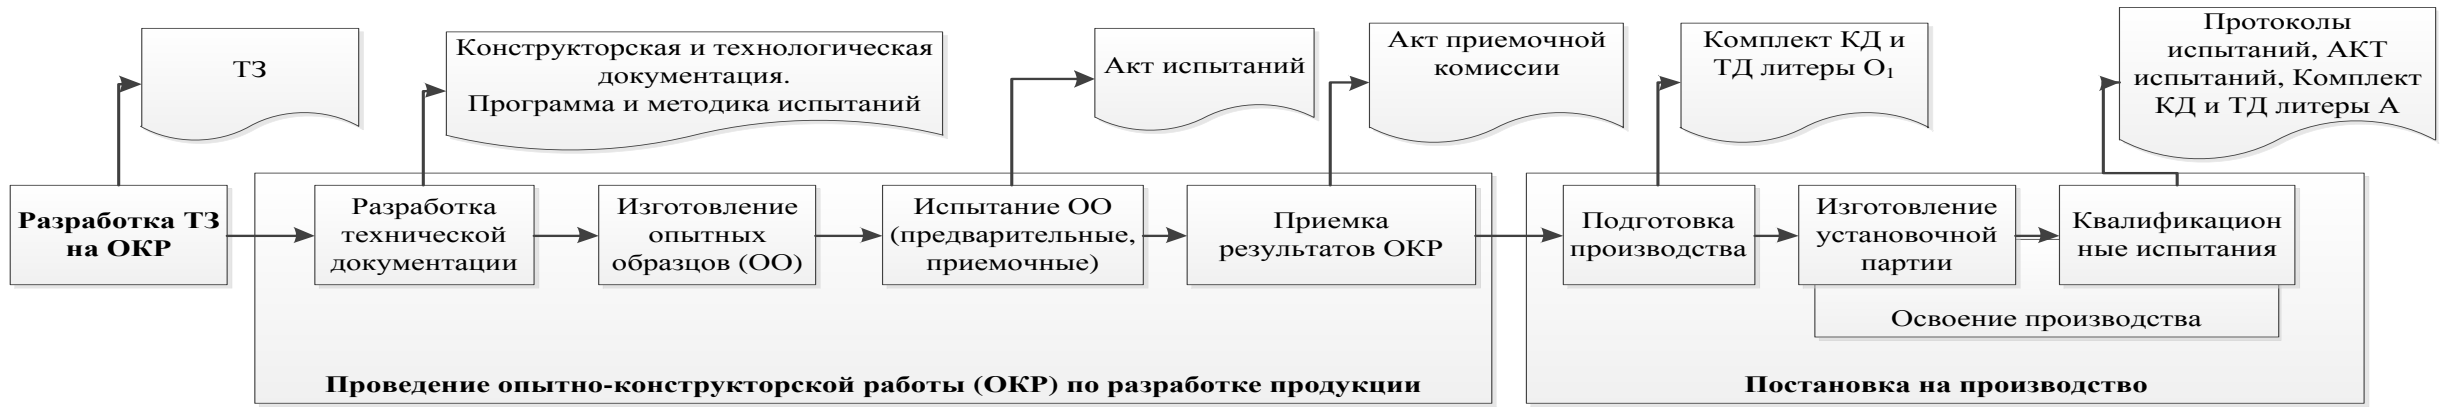 ТЗ
Конструкторская и технологическая
документация.
Программа и методика испытаний
Акт испытаний
Акт приемочной
комиссии
Комплект КД и
ТД литеры О₁
Протоколы
испытаний, АКТ
испытаний, Комплект
КД и ТД литеры А
Разработка ТЗ
на ОКР
Разработка
технической
документации
Изготовление
опытных
образцов (ОО)
Испытание ОО
(предварительные,
приемочные)
Приемка
результатов ОКР
Подготовка
производства
Изготовление
установочной
партии
Квалификацион
ные испытания
Освоение производства
Проведение опытно-конструкторской работы (ОКР) по разработке продукции
Постановка на производство